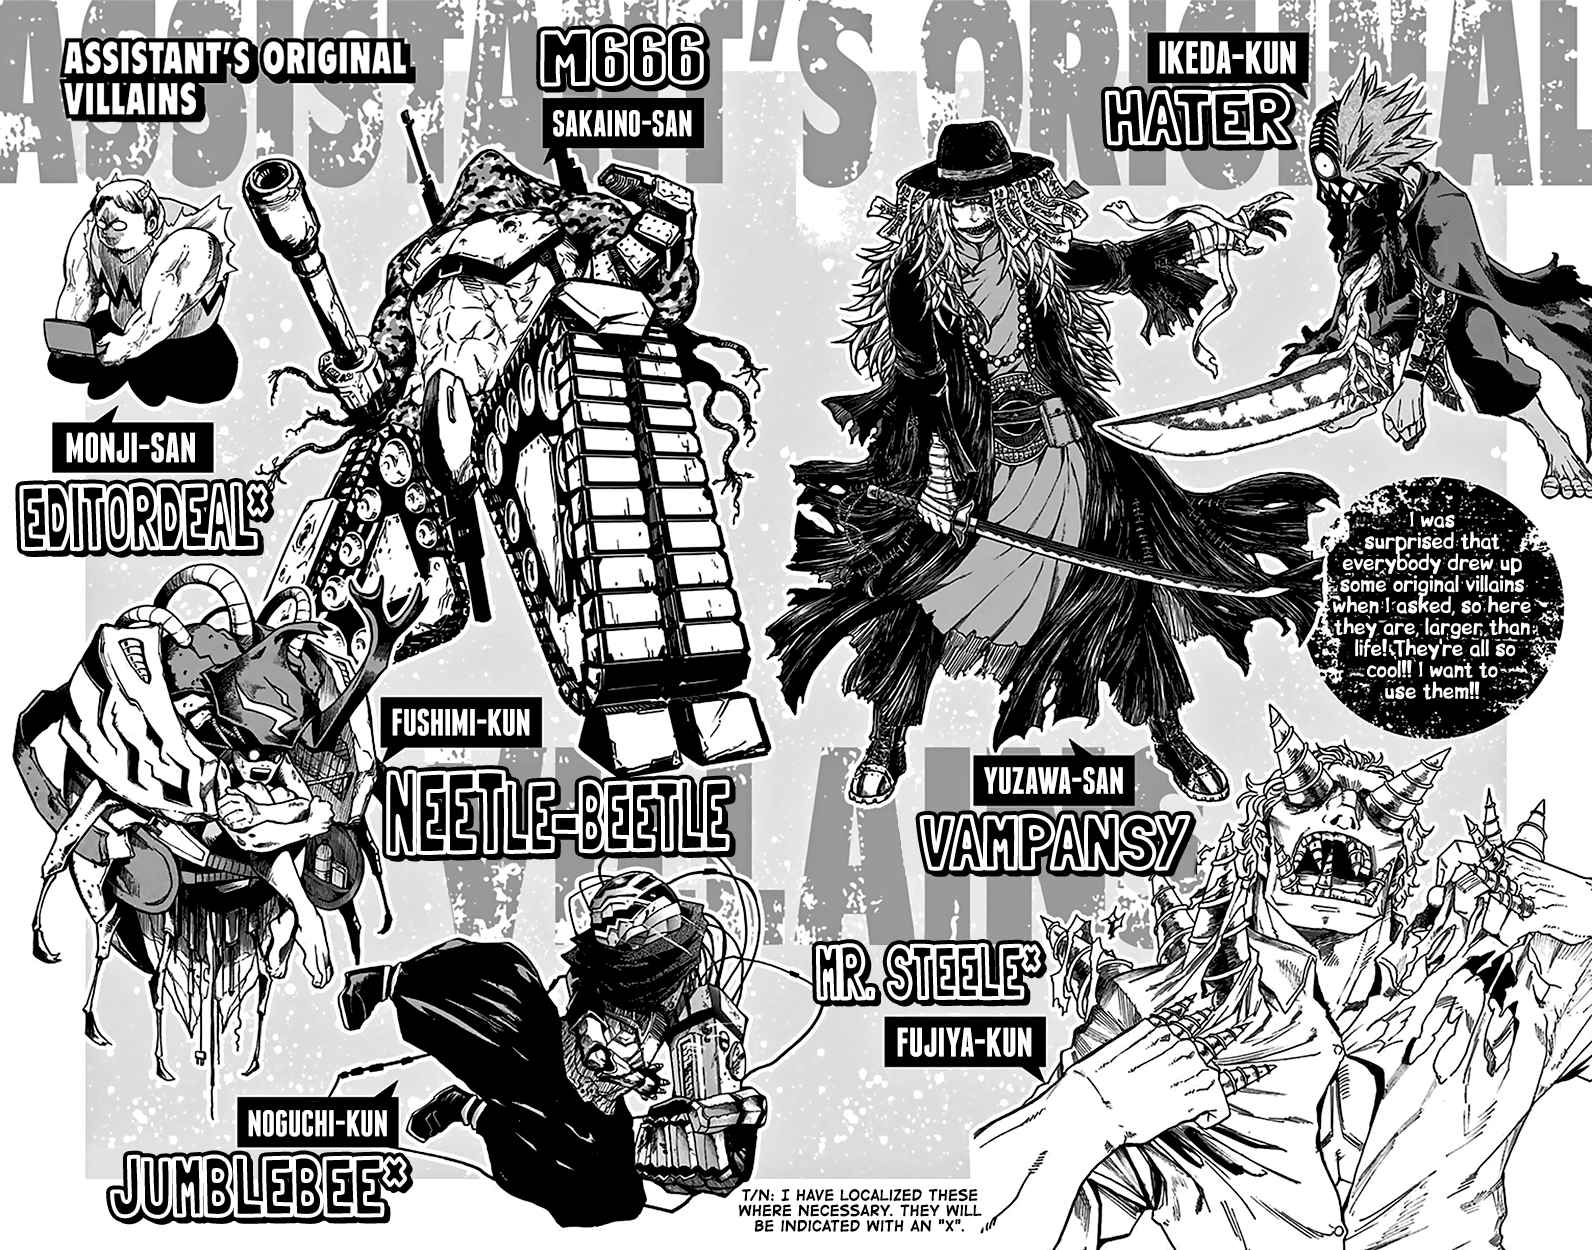 ASSISTANT'S ORIGINAL
VILLAINS
ASSISTANT'S ORIGINAL
VILLAINS
M666
SAKAINO-SAN
IKEDA-KUN
HATER
MONJI-SAN
EDITORDEAL×
I was
surprised that
everybody drew up
some original villains
when I asked, so here
they are, larger than
life! They're all so
cool!! I want to
use them!!
FUSHIMI-KUN
NEETLE-BEETLE
YUZAWA-SAN
VAMPANSY
MR. STEELE×
FUJIYA-KUN
NOGUCHI-KUN
JUMBLEBEE×
T/N: I HAVE LOCALIZED THESE
WHERE NECESSARY. THEY WILL
BE INDICATED WITH AN "X".